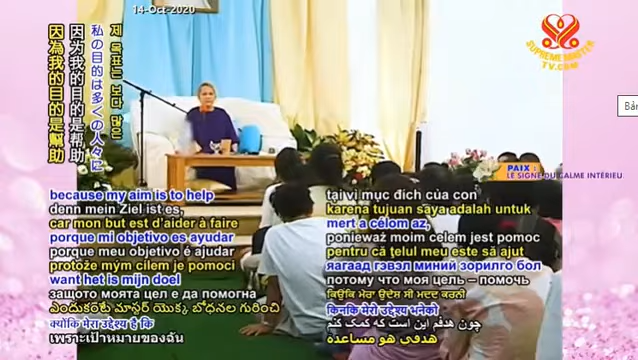 14-Oct-2020
SUPREME MASTER
TV.COM
제 목표는 보다 많은
私の目的は多くの人々に
因为我的目的是帮助
因為我的目的是幫助
Bản
PAIX :
LE SIGNE DU CALME INTÉRIEUR
because my aim is to help
denn mein Ziel ist es,
car mon but est d'aider à faire
porque mi objetivo es ayudar
porque meu objetivo é ajudar
protože mým cílem je pomoci
want het is mijn doel
защото моята цел е да помогна
ఎందుకంటే మాస్టర్ యొక్క బోధనల గురించి
क्योंकि मेरा उद्देश्य है कि
เพราะเป้าหมายของฉัน
tại vì mục đích của con
karena tujuan saya adalah untuk
mert a célom az,
ponieważ moim celem jest pomoc
pentru că ţelul meu este să ajut
яагаад гэвэл миний зорилго бол
потому что моя цель – помочь
ਕਿਉਂਕਿ ਮੇਰਾ ਉਦੇਸ਼ ਸੀ ਮਦਦ ਕਰਨੀ
किनकि मेरो उद्देश्य भनेको
چون هدفم این است که کمک کنم
هدفي هو مساعدة